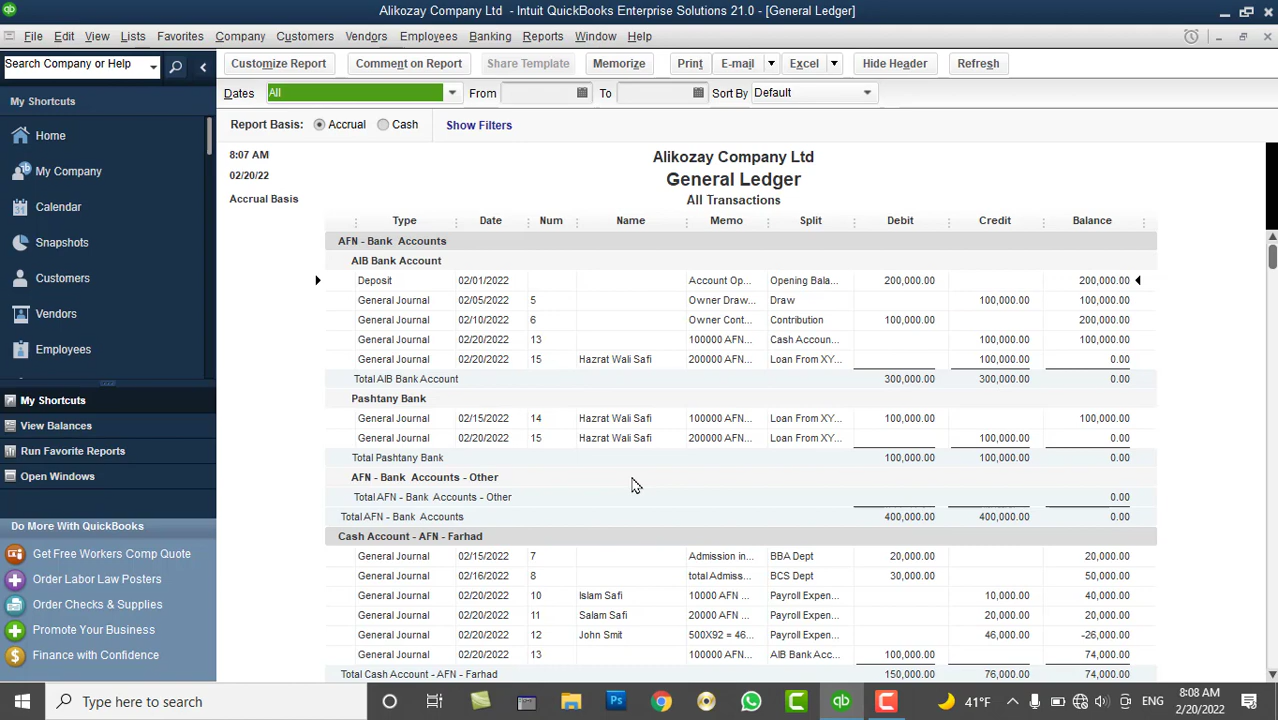 Alikozay Company Ltd - Intuit QuickBooks Enterprise Solutions 21.0 - [General Ledger]
File Edit View Lists Favorites Company Customers Vendors Employees Banking Reports Window Help
Search Company or Help
Customize Report Comment on Report Share Template Memorize Print E-mail Excel Hide Header Refresh
My Shortcuts
Dates All From To Sort By Default
Report Basis: Accrual Cash Show Filters
Home
My Company
Calendar
Snapshots
Customers
Vendors
Employees
My Shortcuts
View Balances
Run Favorite Reports
Open Windows
Do More With QuickBooks
Get Free Workers Comp Quote
Order Labor Law Posters
Order Checks & Supplies
Promote Your Business
Finance with Confidence
8:07 AM
02/20/22
Accrual Basis
Alikozay Company Ltd
General Ledger
All Transactions
Type Date Num Name Memo Split Debit Credit Balance
AFN - Bank Accounts
AIB Bank Account
Deposit 02/01/2022 Account Op... Opening Bala... 200,000.00 200,000.00
General Journal 02/05/2022 5 Owner Draw... Draw 100,000.00 100,000.00
General Journal 02/10/2022 6 Owner Cont... Contribution 100,000.00 200,000.00
General Journal 02/20/2022 13 100000 AFN... Cash Accoun... 100,000.00 100,000.00
General Journal 02/20/2022 15 Hazrat Wali Safi 200000 AFN... Loan From XY... 100,000.00 0.00
Total AIB Bank Account 300,000.00 300,000.00 0.00
Pashtany Bank
General Journal 02/15/2022 14 Hazrat Wali Safi 100000 AFN... Loan From XY... 100,000.00 100,000.00
General Journal 02/20/2022 15 Hazrat Wali Safi 200000 AFN... Loan From XY... 100,000.00 0.00
Total Pashtany Bank 100,000.00 100,000.00 0.00
AFN - Bank Accounts - Other
Total AFN - Bank Accounts - Other 0.00
Total AFN - Bank Accounts 400,000.00 400,000.00 0.00
Cash Account - AFN - Farhad
General Journal 02/15/2022 7 Admission in... BBA Dept 20,000.00 20,000.00
General Journal 02/16/2022 8 total Admiss... BCS Dept 30,000.00 50,000.00
General Journal 02/20/2022 10 Islam Safi 10000 AFN ... Payroll Expen... 10,000.00 40,000.00
General Journal 02/20/2022 11 Salam Safi 20000 AFN ... Payroll Expen... 20,000.00 20,000.00
General Journal 02/20/2022 12 John Smit 500X92 = 46... Payroll Expen... 46,000.00 -26,000.00
General Journal 02/20/2022 13 100000 AFN... AIB Bank Acc... 100,000.00 74,000.00
Total Cash Account - AFN - Farhad 150,000.00 76,000.00 74,000.00
Type here to search
Ps
qb
41°F
ENG
8:08 AM
2/20/2022